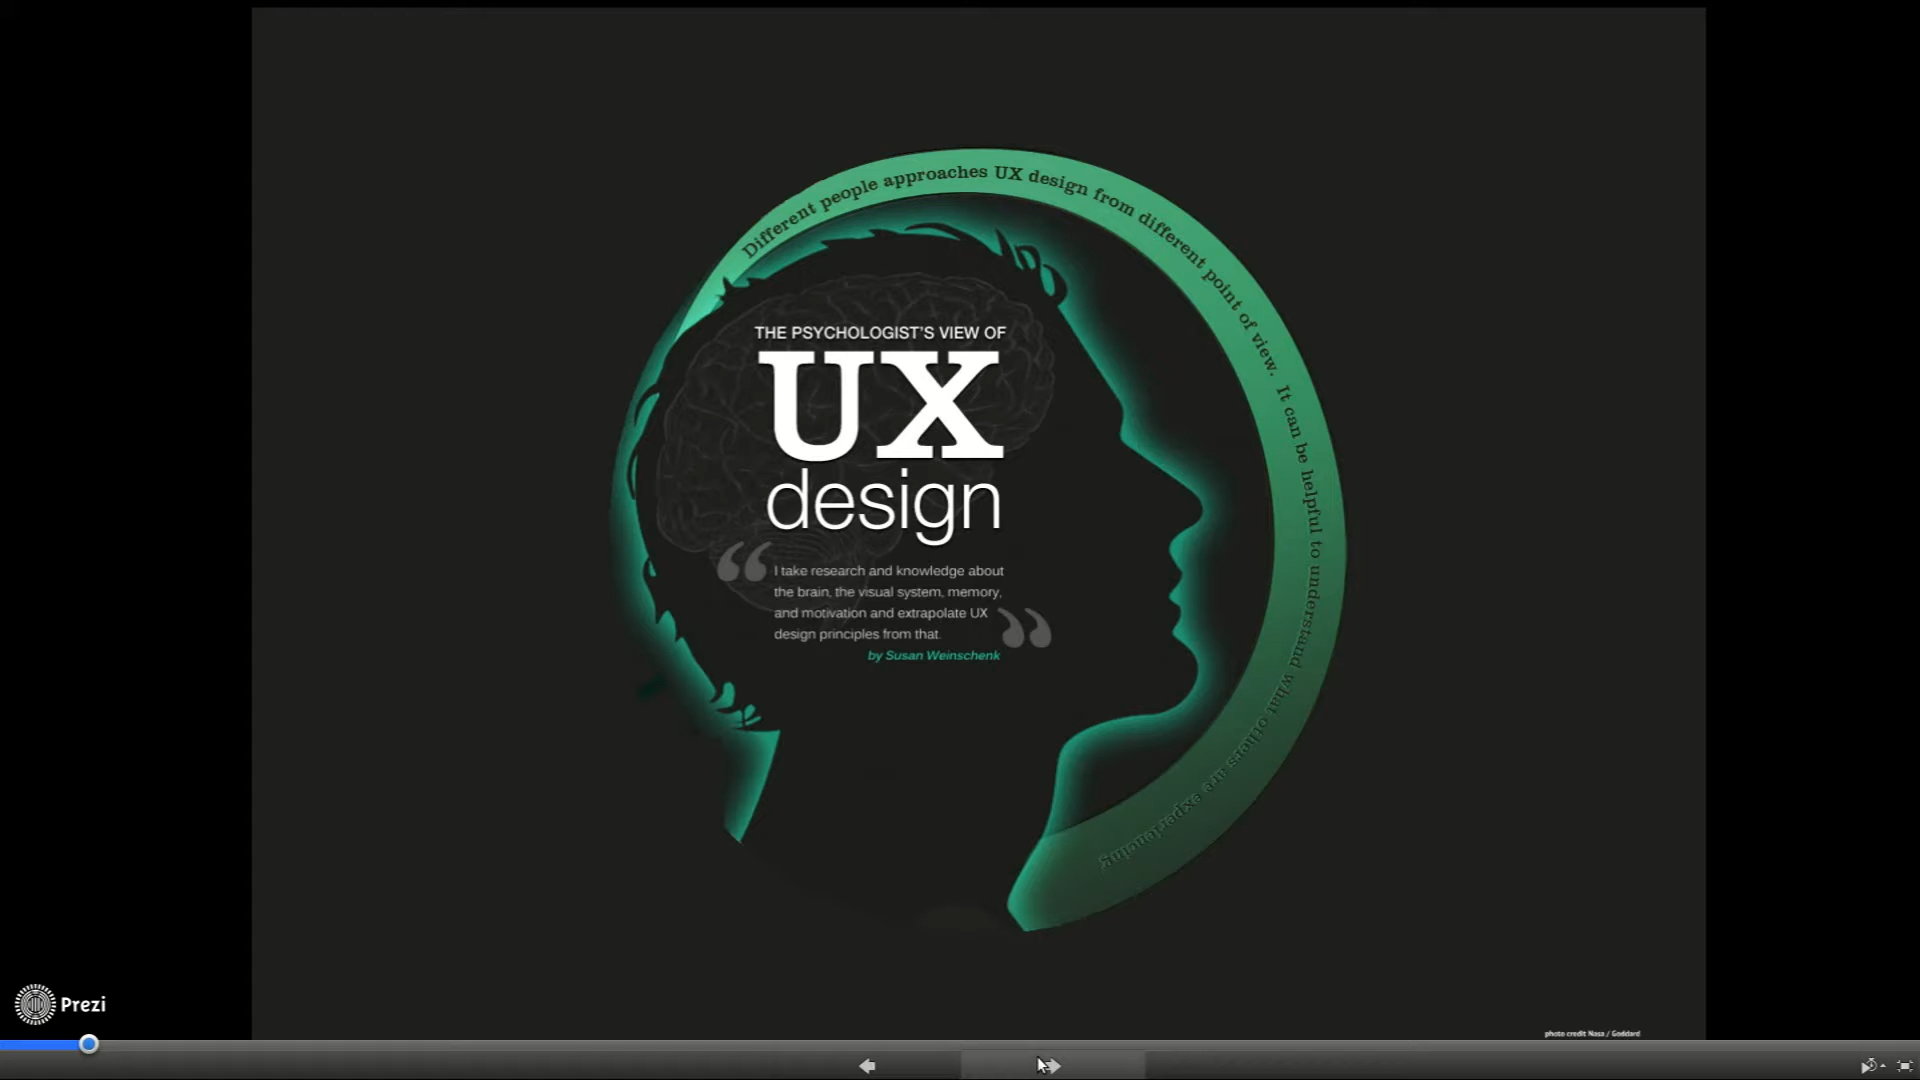 Different people approaches UX design from different point of view. It can be helpful to understand what others are experiencing
THE PSYCHOLOGIST'S VIEW OF
UX
design
“ I take research and knowledge about
the brain, the visual system, memory,
and motivation and extrapolate UX
design principles from that. ”
by Susan Weinschenk
Prezi
photo credit Nasa / Goddard